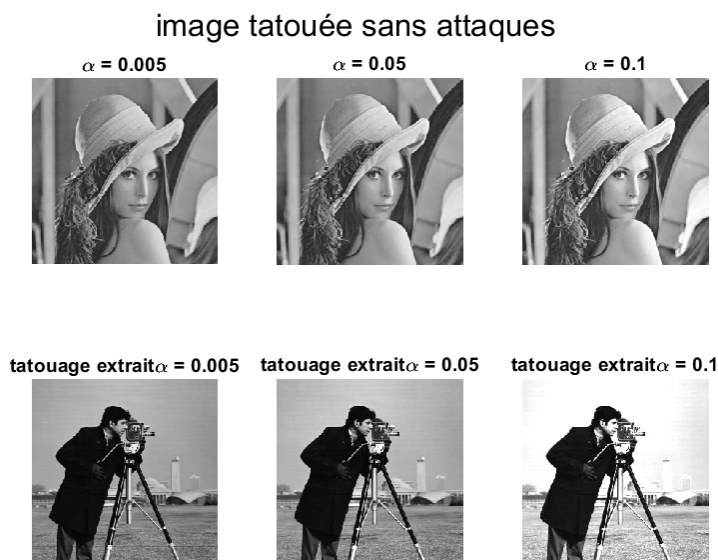 image tatouée sans attaques
α = 0.005 α = 0.05 α = 0.1
tatouage extraitα = 0.005 tatouage extraitα = 0.05 tatouage extraitα = 0.1